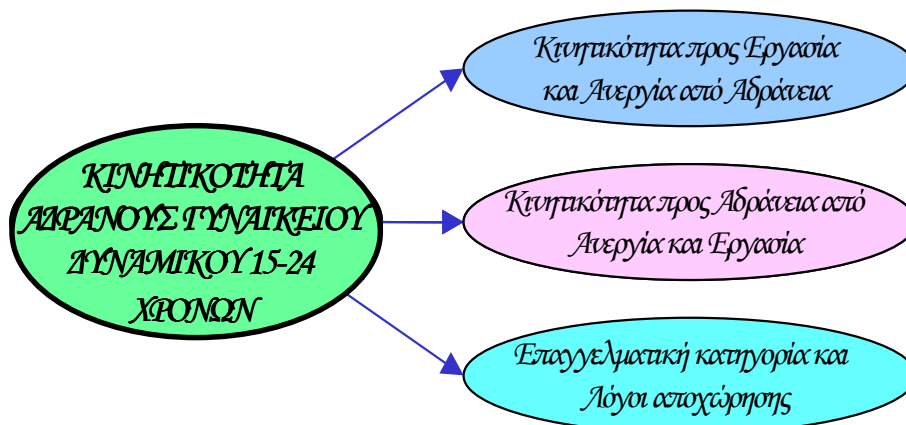 ΚΙΝΗΤΙΚΟΤΗΤΑ
ΑΔΡΑΝΟΥΣ ΓΥΝΑΙΚΕΙΟΥ
ΔΥΝΑΜΙΚΟΥ 15-24
ΧΡΟΝΩΝ
Κινητικότητα προς Εργασία
και Ανεργία από Αδράνεια
Κινητικότητα προς Αδράνεια από
Ανεργία και Εργασία
Επαγγελματική κατηγορία και
Λόγοι αποχώρησης